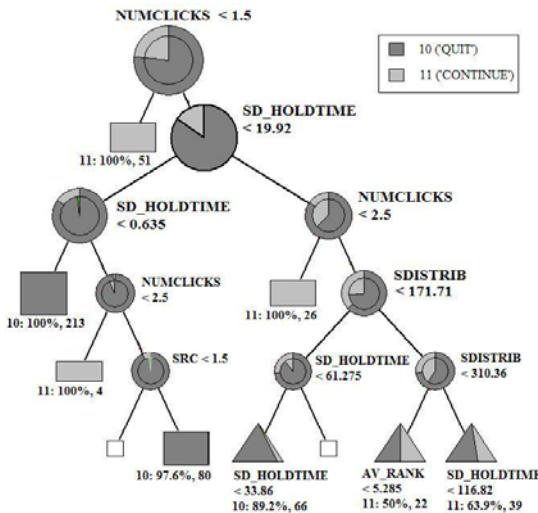 NUMCLICKS < 1.5
10 ('QUIT')
11 ('CONTINUE')
SD_HOLDTIME
< 19.92
11: 100%, 51
SD_HOLDTIME
< 0.635
NUMCLICKS
< 2.5
10: 100%, 213
NUMCLICKS
< 2.5
11: 100%, 26
SDISTRIB
< 171.71
11: 100%, 4
SRC < 1.5
SD_HOLDTIME
< 61.275
SDISTRIB
< 310.36
10: 97.6%, 80
SD_HOLDTIME
< 33.86
10: 89.2%, 66
AV_RANK
< 5.285
11: 50%, 22
SD_HOLDTIME
< 116.82
11: 63.9%, 39